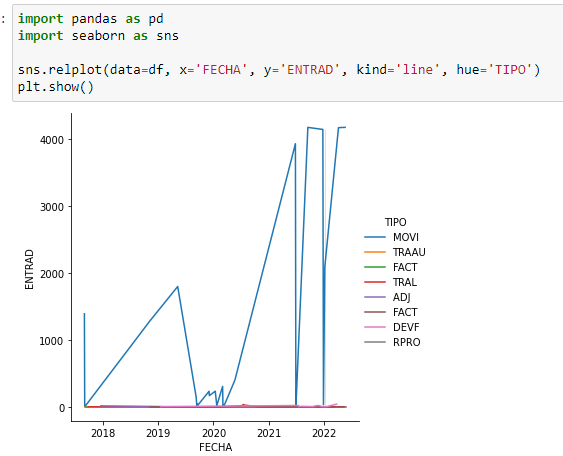 : import pandas as pd
import seaborn as sns
sns.relplot(data=df, x='FECHA', y='ENTRAD', kind='line', hue='TIPO')
plt.show()
4000
3000
2000
1000
0
ENTRAD
2018 2019 2020 2021 2022
FECHA
TIPO
MOVI
TRAAU
FACT
TRAL
ADJ
FACT
DEVF
RPRO